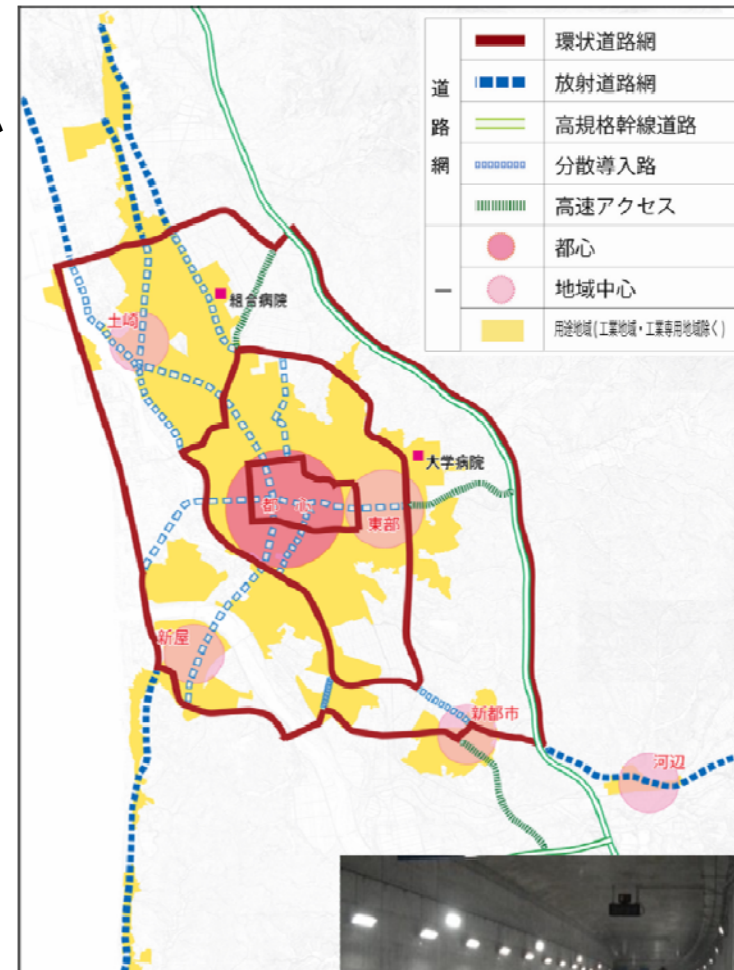 道路網
環状道路網
放射道路網
高規格幹線道路
分散導入路
高速アクセス
都心
地域中心
用途地域(工業地域・工業専用地域除く)
組合病院
土崎
大学病院
都心
東部
新屋
新都市
河辺